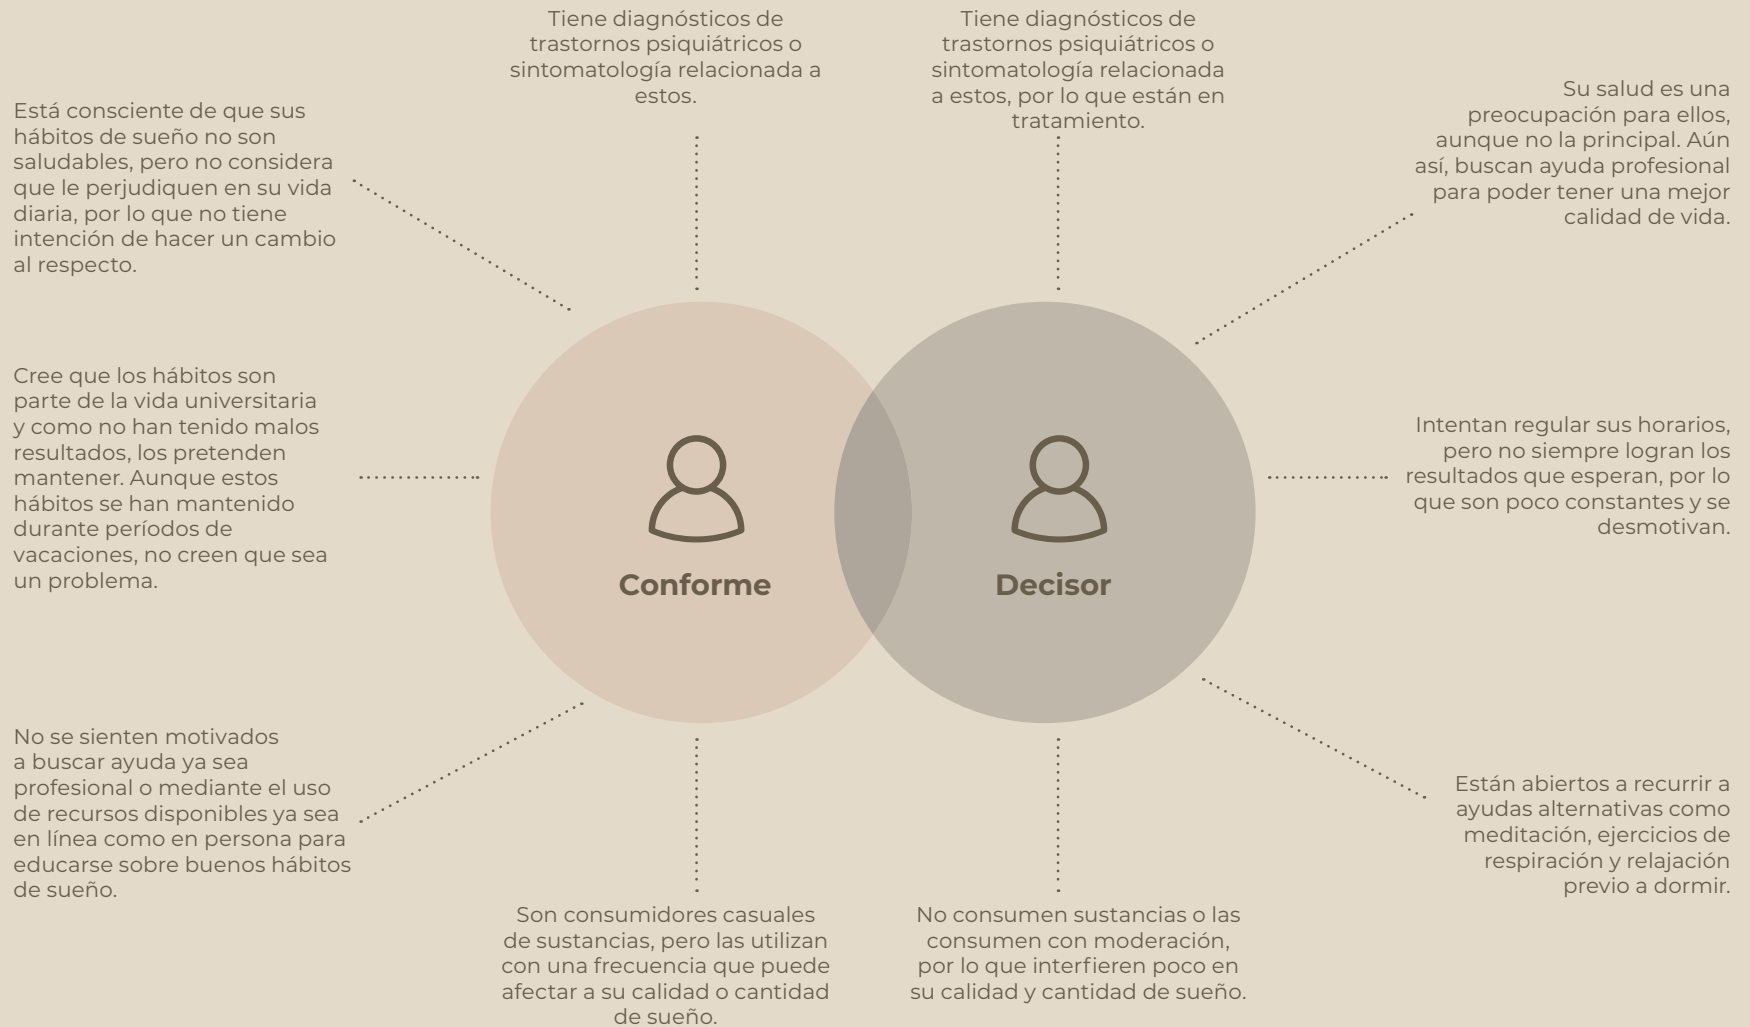 Tiene diagnósticos de
trastornos psiquiátricos o
sintomatología relacionada a
estos.
Tiene diagnósticos de
trastornos psiquiátricos o
sintomatología relacionada
a estos, por lo que están en
tratamiento.
Está consciente de que sus
hábitos de sueño no son
saludables, pero no considera
que le perjudiquen en su vida
diaria, por lo que no tiene
intención de hacer un cambio
al respecto.
Su salud es una
preocupación para ellos,
aunque no la principal. Aún
así, buscan ayuda profesional
para poder tener una mejor
calidad de vida.
Cree que los hábitos son
parte de la vida universitaria
y como no han tenido malos
resultados, los pretenden
mantener. Aunque estos
hábitos se han mantenido
durante períodos de
vacaciones, no creen que sea
un problema.
Conforme
Decisor
Intentan regular sus horarios,
pero no siempre logran los
resultados que esperan, por lo
que son poco constantes y se
desmotivan.
No se sienten motivados
a buscar ayuda ya sea
profesional o mediante el uso
de recursos disponibles ya sea
en línea como en persona para
educarse sobre buenos hábitos
de sueño.
Están abiertos a recurrir a
ayudas alternativas como
meditación, ejercicios de
respiración y relajación
previo a dormir.
Son consumidores casuales
de sustancias, pero las utilizan
con una frecuencia que puede
afectar a su calidad o cantidad
de sueño.
No consumen sustancias o las
consumen con moderación,
por lo que interfieren poco en
su calidad y cantidad de sueño.